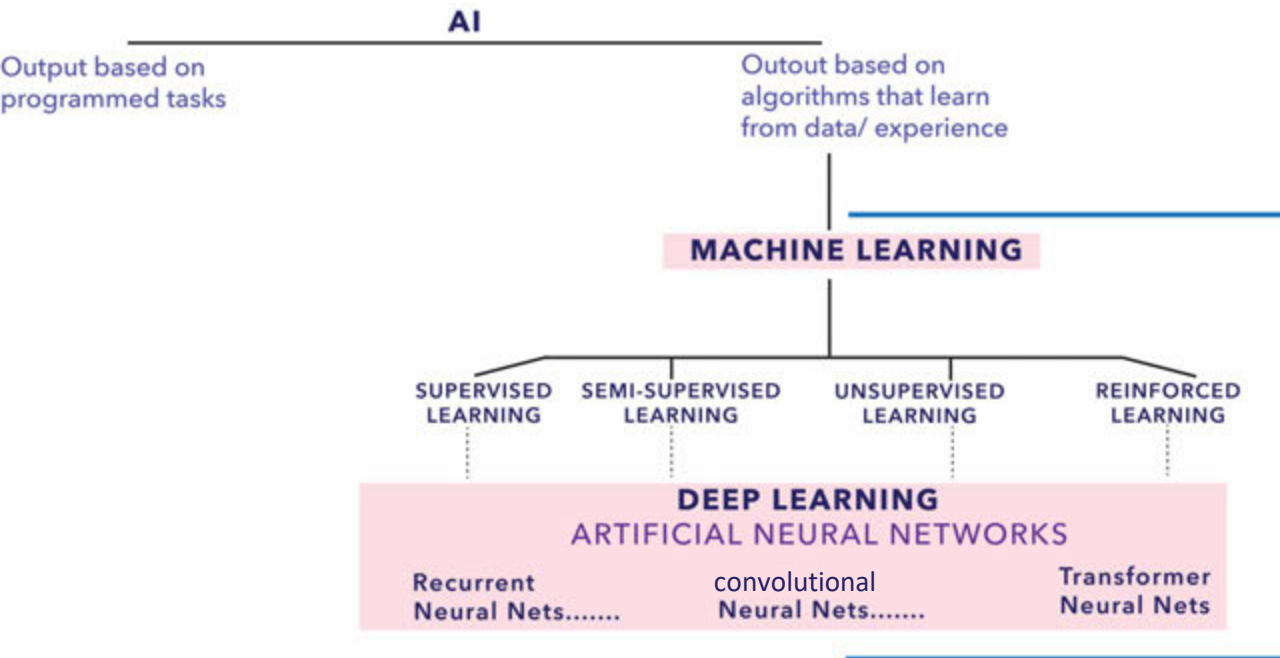 AI
Output based on
programmed tasks
Outout based on
algorithms that learn
from data/ experience
MACHINE LEARNING
SUPERVISED
LEARNING
SEMI-SUPERVISED
LEARNING
UNSUPERVISED
LEARNING
REINFORCED
LEARNING
DEEP LEARNING
ARTIFICIAL NEURAL NETWORKS
Recurrent
Neural Nets.......
convolutional
Neural Nets.......
Transformer
Neural Nets